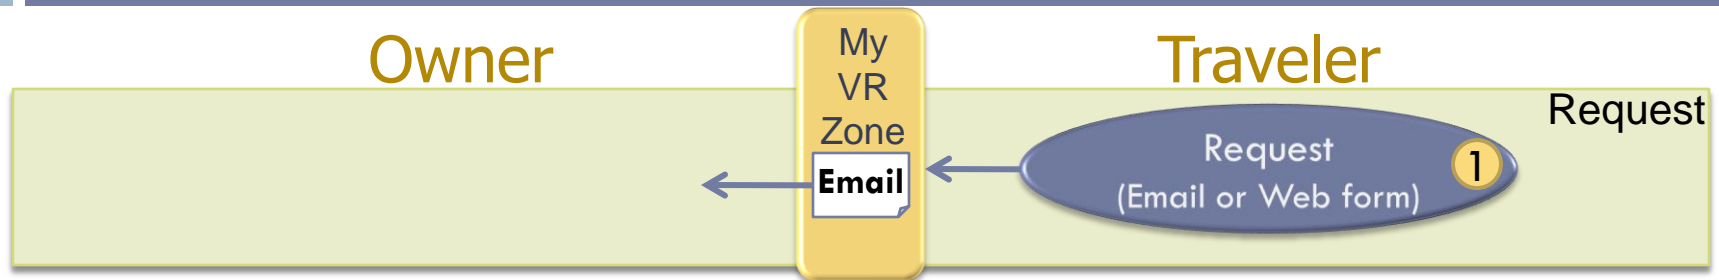 Owner
My
VR
Zone
Email
Traveler
Request
Request
(Email or Web form)
1